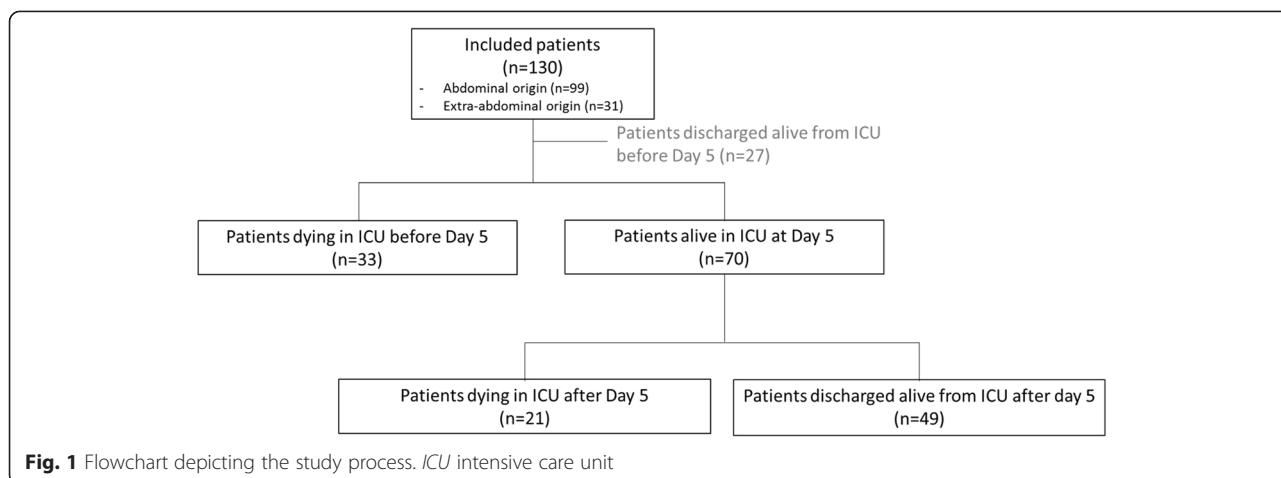 Included patients
(n=130)
- Abdominal origin (n=99)
- Extra-abdominal origin (n=31)
Patients discharged alive from ICU
before Day 5 (n=27)
Patients dying in ICU before Day 5
(n=33)
Patients alive in ICU at Day 5
(n=70)
Patients dying in ICU after Day 5
(n=21)
Patients discharged alive from ICU after day 5
(n=49)
Fig. 1 Flowchart depicting the study process. ICU intensive care unit